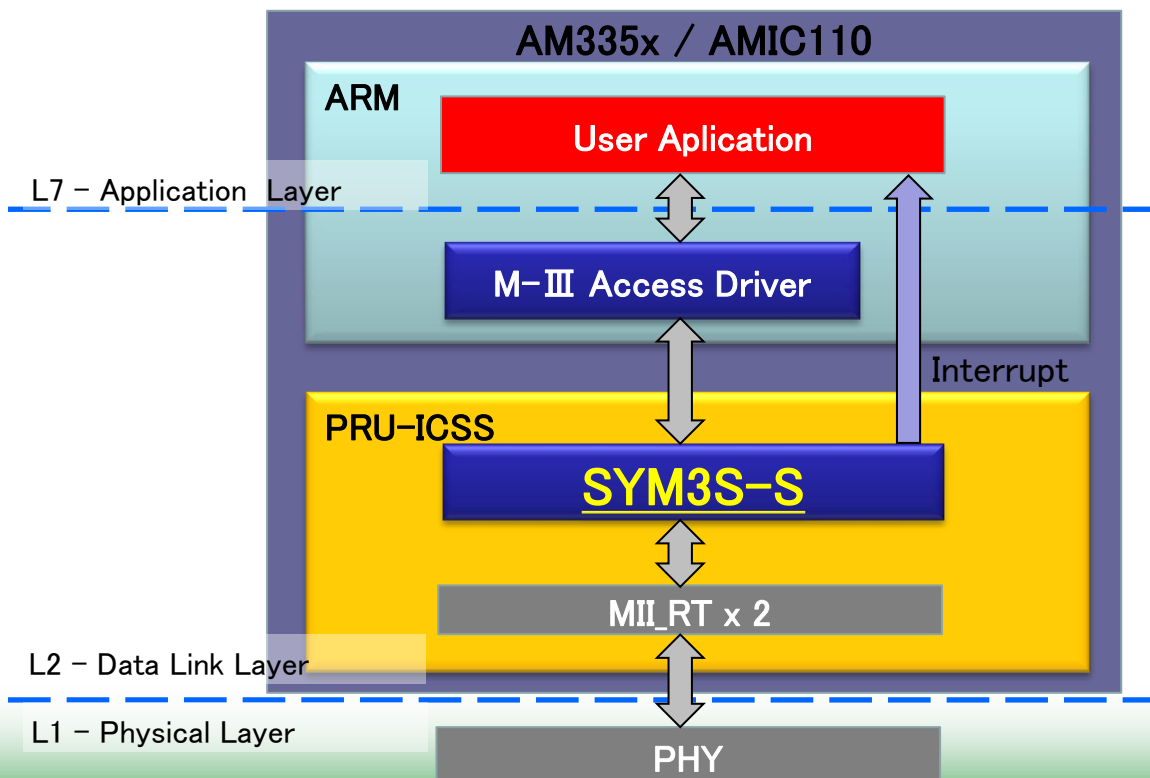 AM335x / AMIC110
ARM
User Aplication
L7 - Application Layer
M-Ⅲ Access Driver
Interrupt
PRU-ICSS
SYM3S-S
MII_RT x 2
L2 - Data Link Layer
L1 - Physical Layer
PHY